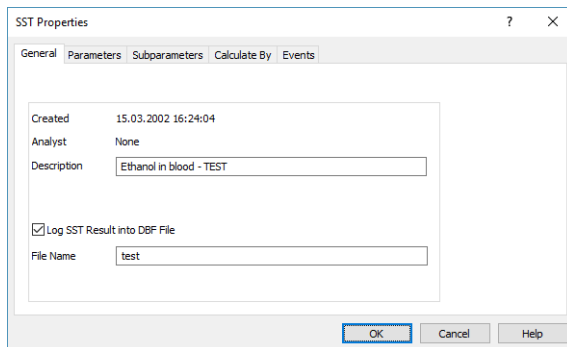 SST Properties ? ×
General Parameters Subparameters Calculate By Events
Created 15.03.2002 16:24:04
Analyst None
Description Ethanol in blood - TEST
Log SST Result into DBF File
File Name test
OK Cancel Help